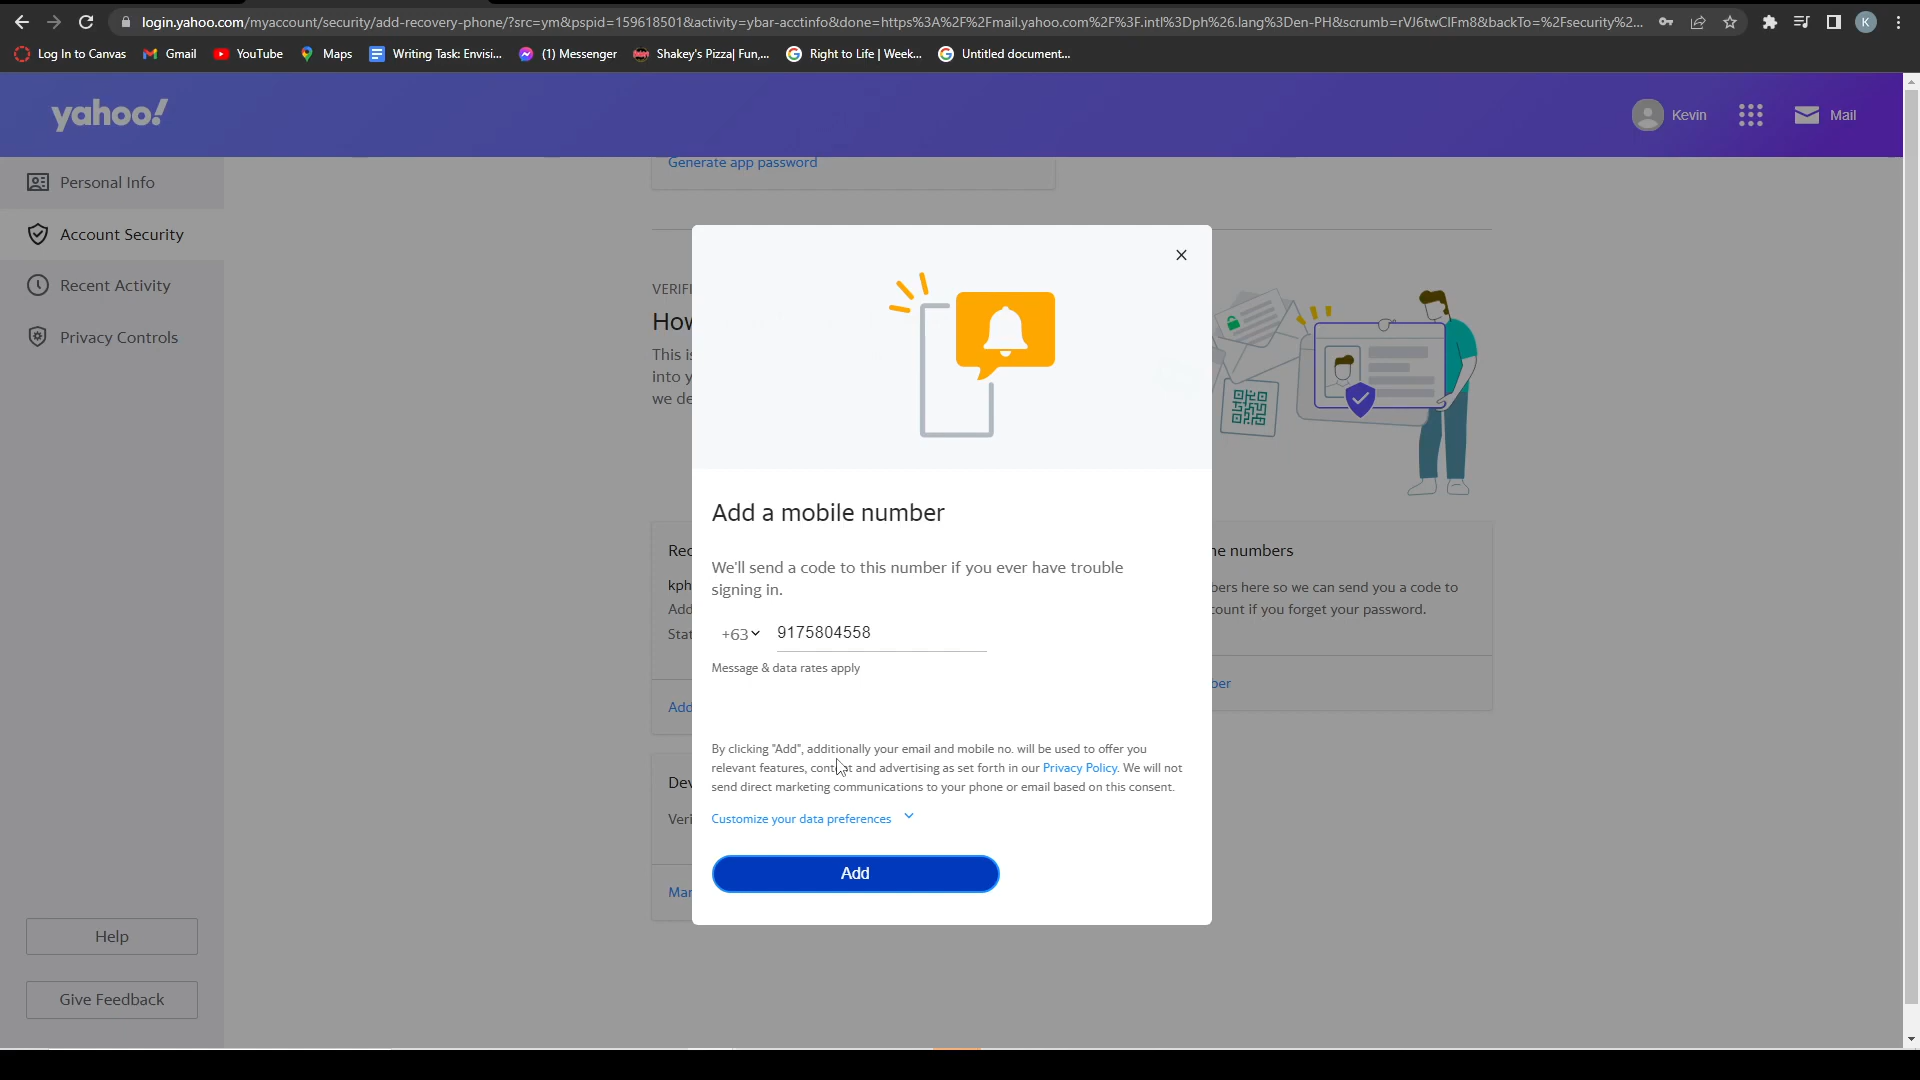 login.yahoo.com/myaccount/security/add-recovery-phone/?src=ym&pspid=159618501&activity=ybar-acctinfo&done=https%3A%2F%2Fmail.yahoo.com%2F%3F.intl%3Dph%26.lang%3Den-PH&scrumb=rVJ6twClFm8&backTo=%2Fsecurity%2...
K
Log In to Canvas
Gmail
YouTube
Maps
Writing Task: Envisi...
(1) Messenger
Shakey's Pizza| Fun,...
Right to Life | Week...
Untitled document...
yahoo!
Kevin
Mail
Generate app password
Personal Info
Account Security
Recent Activity
Privacy Controls
VERIF
How
This is
into y
we de
Add a mobile number
We'll send a code to this number if you ever have trouble
signing in.
+63 9175804558
Message & data rates apply
By clicking "Add", additionally your email and mobile no. will be used to offer you
relevant features, content and advertising as set forth in our Privacy Policy. We will not
send direct marketing communications to your phone or email based on this consent.
Customize your data preferences
Add
Rec
kph
Add
Stat
Add
ne numbers
bers here so we can send you a code to
count if you forget your password.
ber
Dev
Veri
Mar
Help
Give Feedback